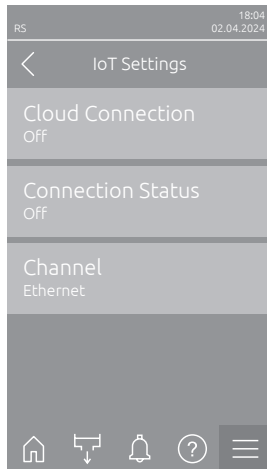 18:04
RS 02.04.2024
IoT Settings
Cloud Connection
Off
Connection Status
Off
Channel
Ethernet
?